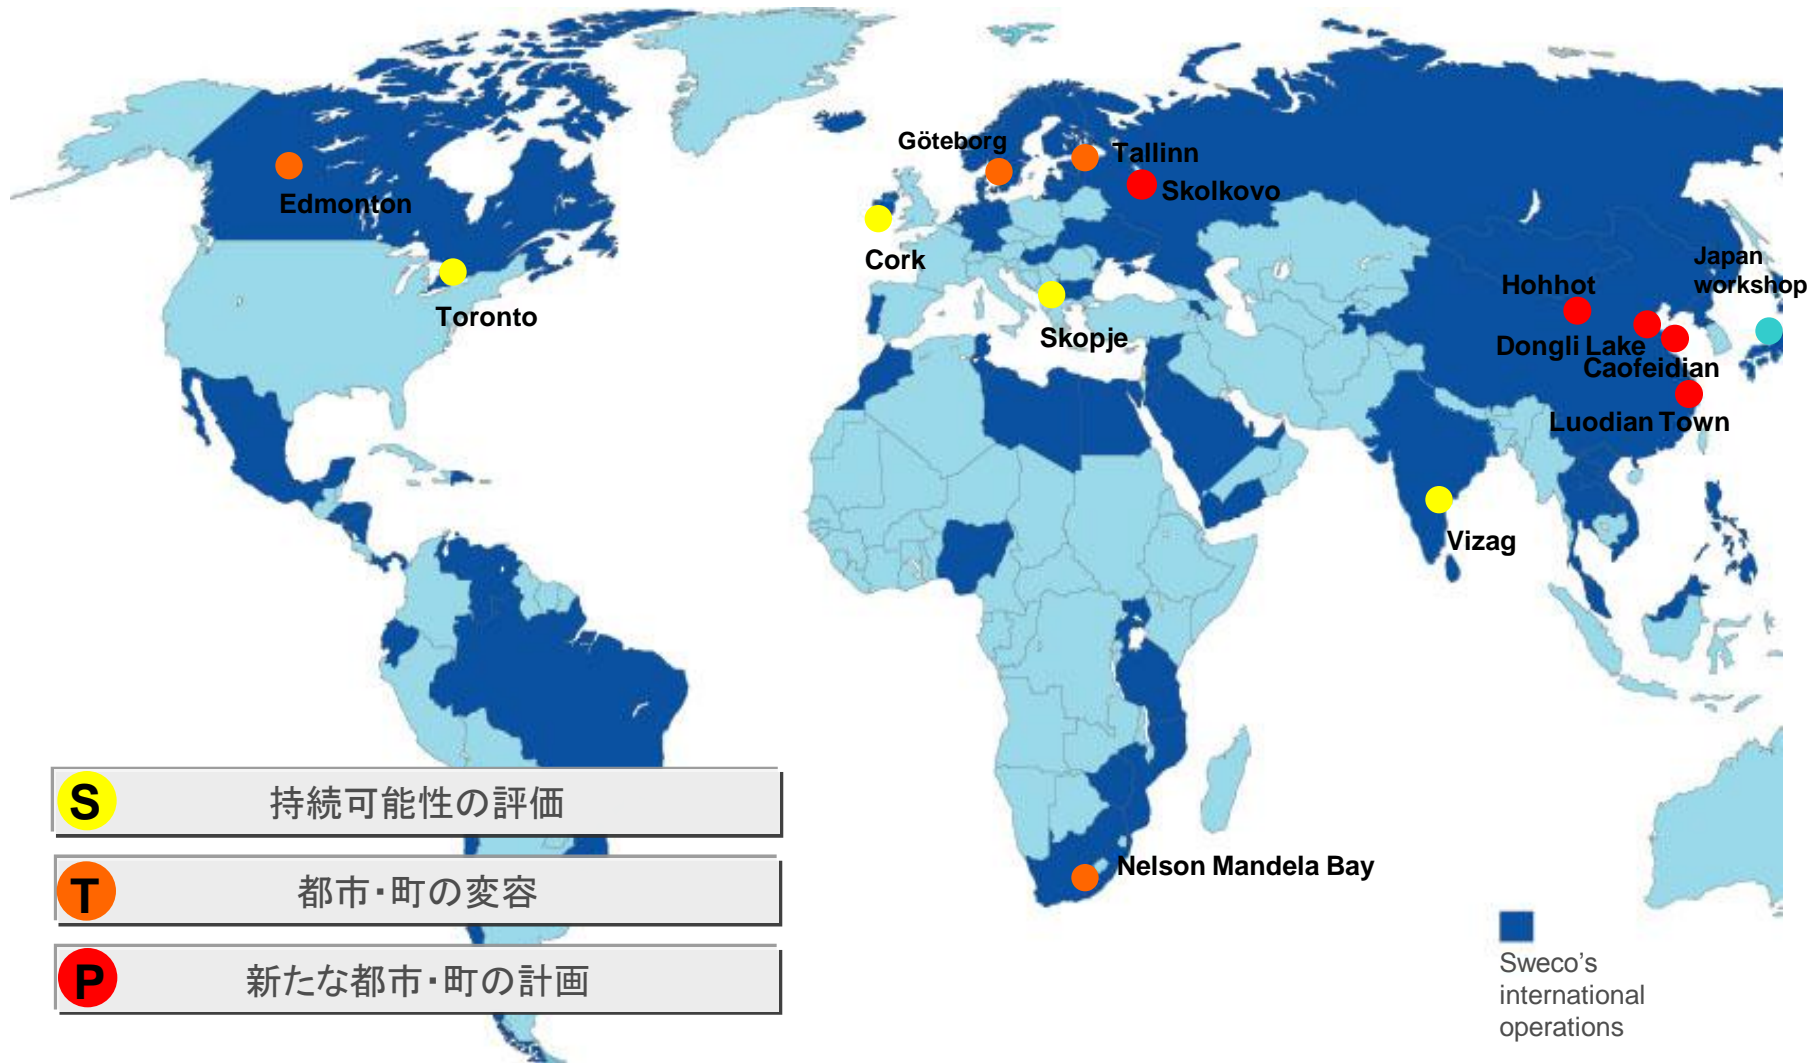 Göteborg
Tallinn
Edmonton
Skolkovo
Cork
Japan
workshop
Hohhot
Toronto
Skopje
Dongli Lake
Caofeidian
Luodian Town
Vizag
S 持続可能性の評価
Nelson Mandela Bay
T 都市・町の変容
P 新たな都市・町の計画
Sweco's
international
operations